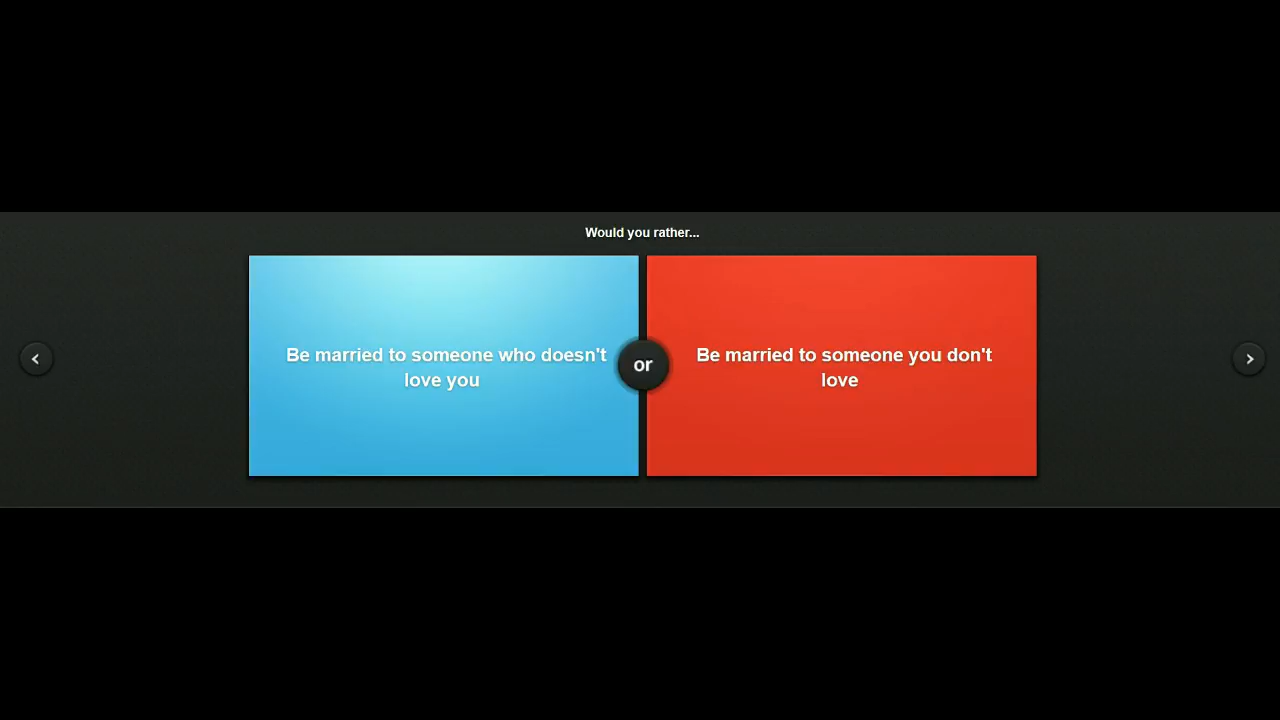 Would you rather...
Be married to someone who doesn't
love you
or
Be married to someone you don't
love